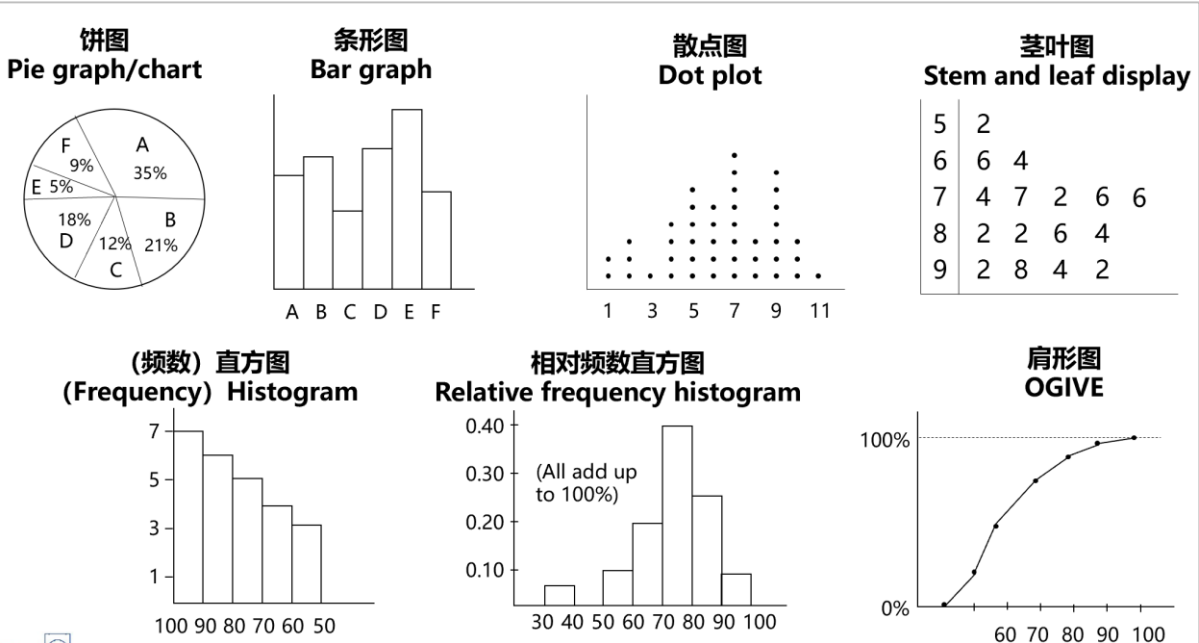 饼图
Pie graph/chart
F
A
9%
35%
E 5%
18%
D
12%
C
B
21%
条形图
Bar graph
A B C D E F
散点图
Dot plot
1 3 5 7 9 11
茎叶图
Stem and leaf display
5 2
6 6 4
7 4 7 2 6 6
8 2 2 6 4
9 2 8 4 2
（频数）直方图
(Frequency）Histogram
7
5
3
1
100 90 80 70 60 50
相对频数直方图
Relative frequency histogram
0.40
0.30
0.20
0.10
(All add up
to 100%)
30 40 50 60 70 80 90 100
肩形图
OGIVE
100%
0%
60 70 80 90 100